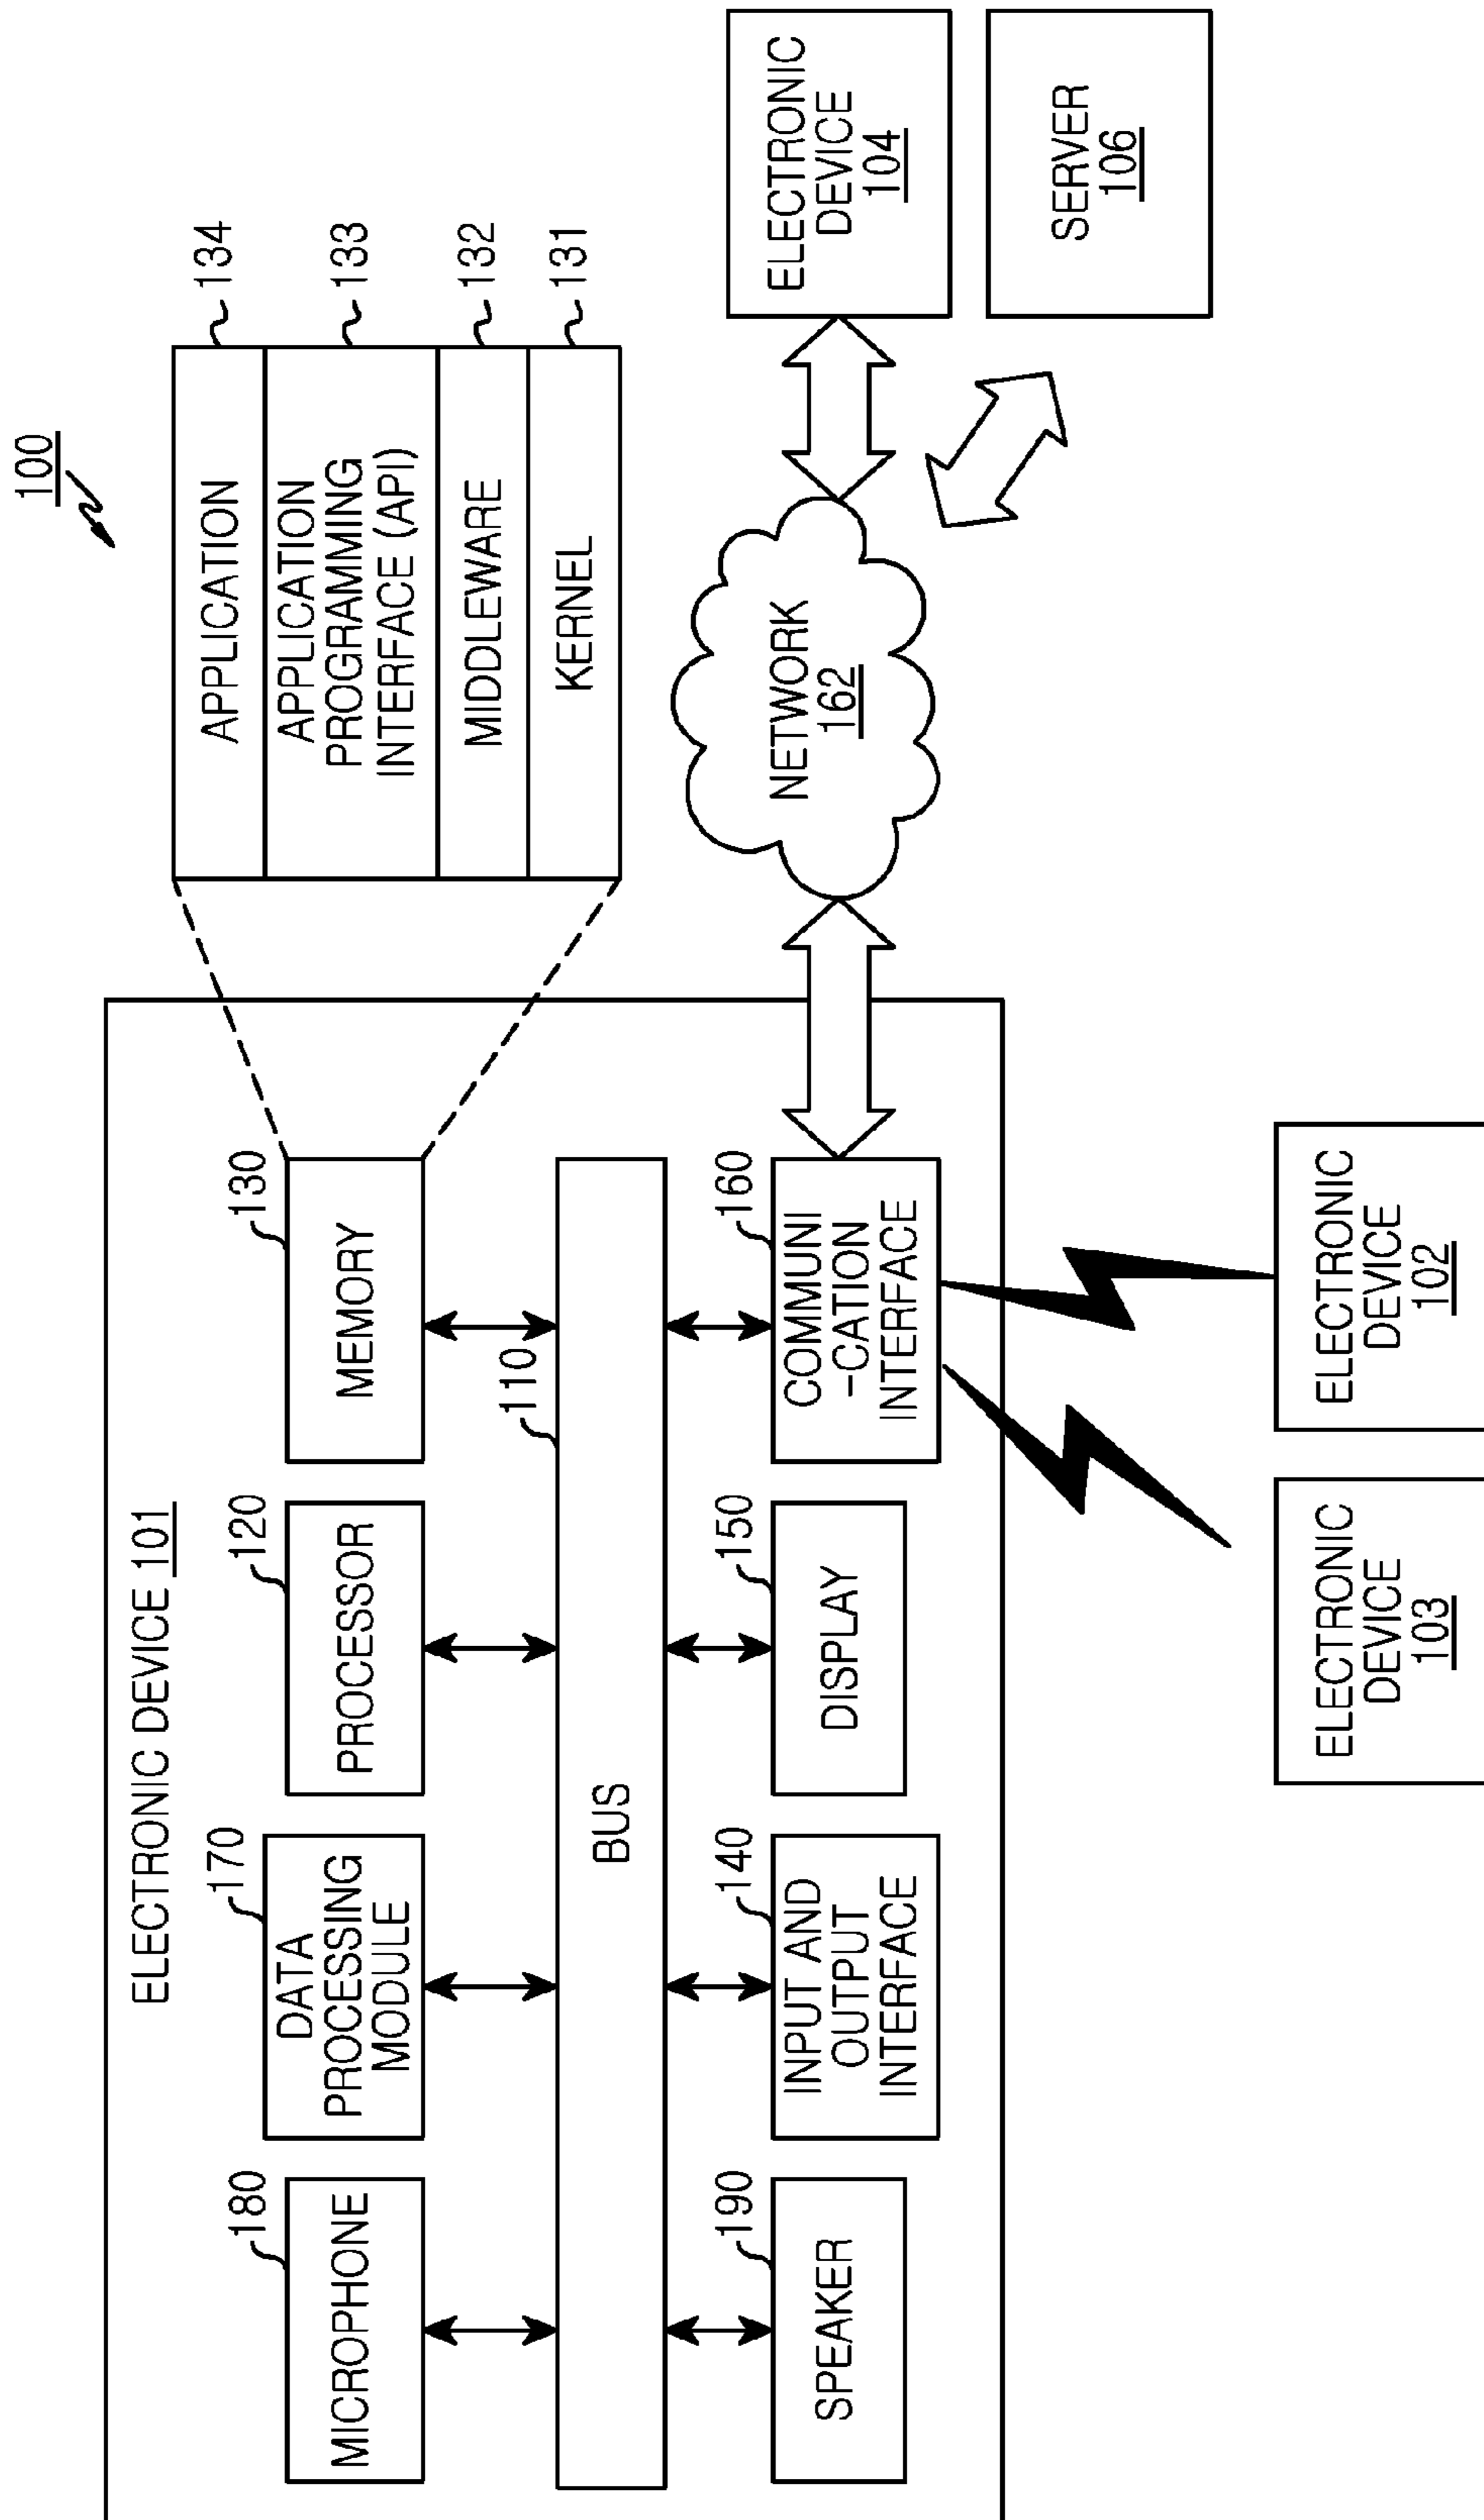 100
ELECTRONIC DEVICE 101
180
170
120
130
MICROPHONE
DATA
PROCESSING
MODULE
PROCESSOR
MEMORY
110
BUS
190
140
150
160
SPEAKER
INPUT AND
OUTPUT
INTERFACE
DISPLAY
COMMUNI
-CATION
INTERFACE
APPLICATION
134
APPLICATION
PROGRAMMING
INTERFACE (API)
133
MIDDLEWARE
132
KERNEL
131
NETWORK
162
ELECTRONIC
DEVICE
104
SERVER
106
ELECTRONIC
DEVICE
103
ELECTRONIC
DEVICE
102